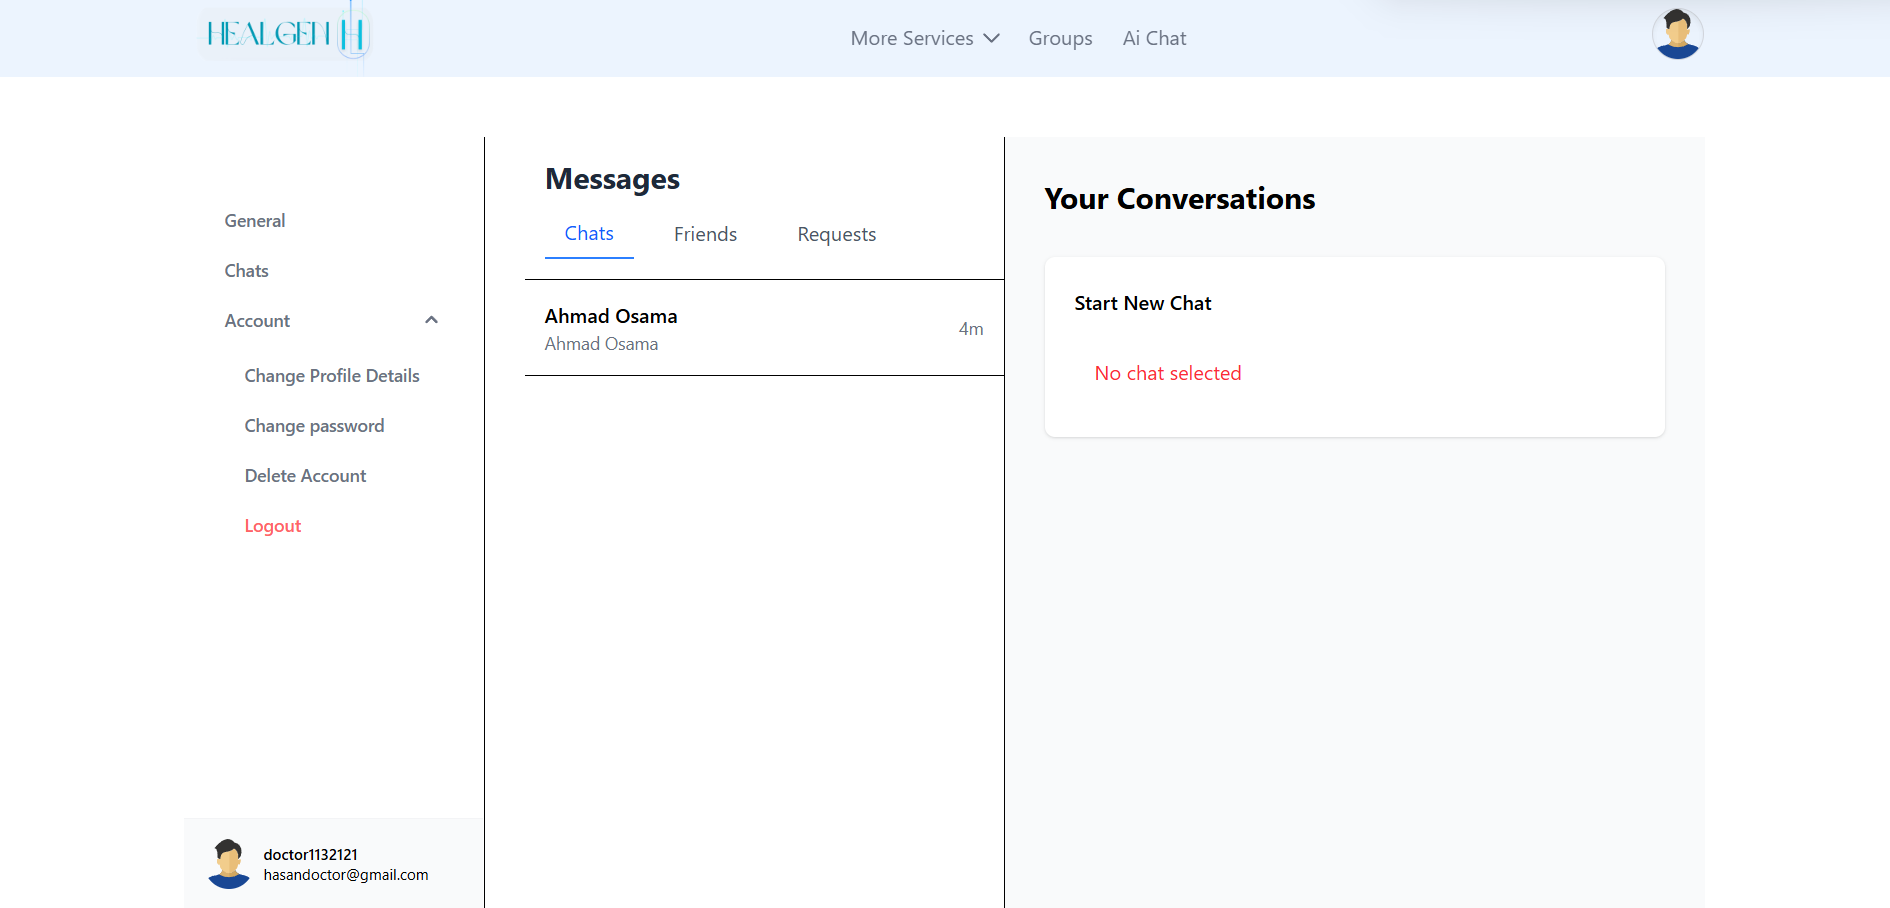 HEALGEN H
More Services
Groups
Ai Chat
General
Chats
Account
Change Profile Details
Change password
Delete Account
Logout
doctor1132121
hasandoctor@gmail.com
Messages
Chats
Friends
Requests
Ahmad Osama
Ahmad Osama
4m
Your Conversations
Start New Chat
No chat selected